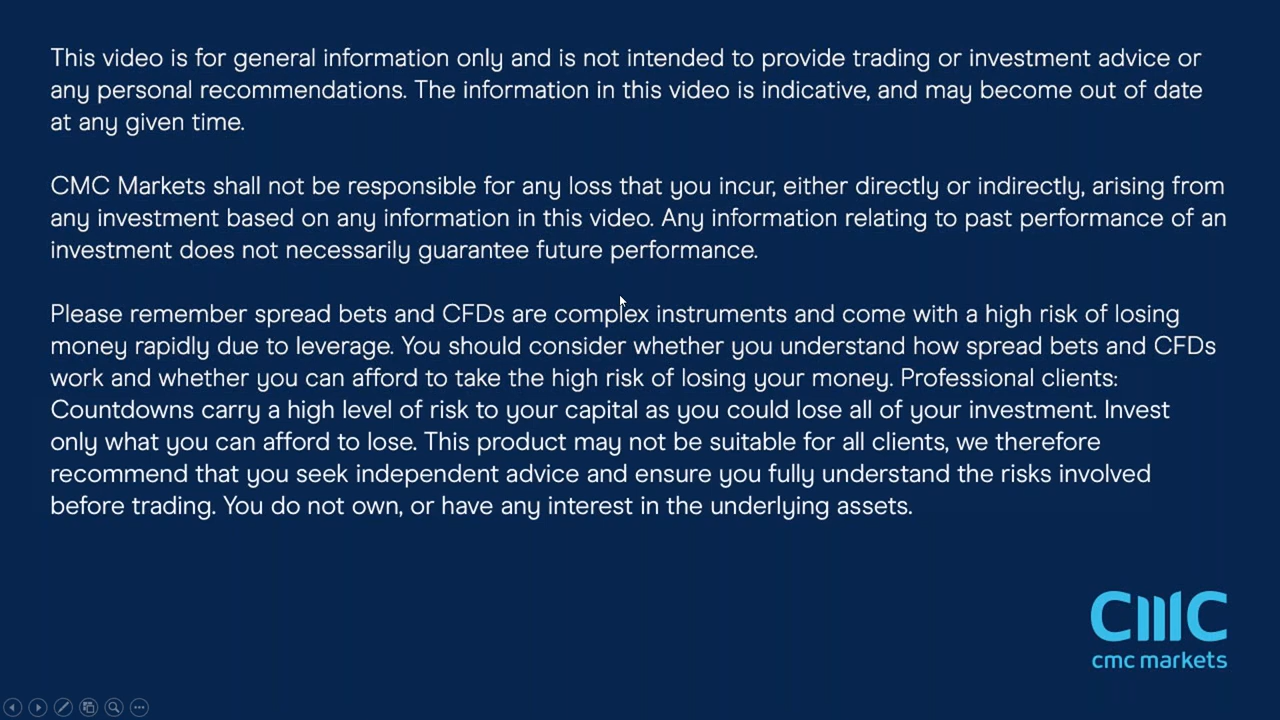 This video is for general information only and is not intended to provide trading or investment advice or
any personal recommendations. The information in this video is indicative, and may become out of date
at any given time.
CMC Markets shall not be responsible for any loss that you incur, either directly or indirectly, arising from
any investment based on any information in this video. Any information relating to past performance of an
investment does not necessarily guarantee future performance.
Please remember spread bets and CFDs are complex instruments and come with a high risk of losing
money rapidly due to leverage. You should consider whether you understand how spread bets and CFDs
work and whether you can afford to take the high risk of losing your money. Professional clients:
Countdowns carry a high level of risk to your capital as you could lose all of your investment. Invest
only what you can afford to lose. This product may not be suitable for all clients, we therefore
recommend that you seek independent advice and ensure you fully understand the risks involved
before trading. You do not own, or have any interest in the underlying assets.
CMC
cmc markets